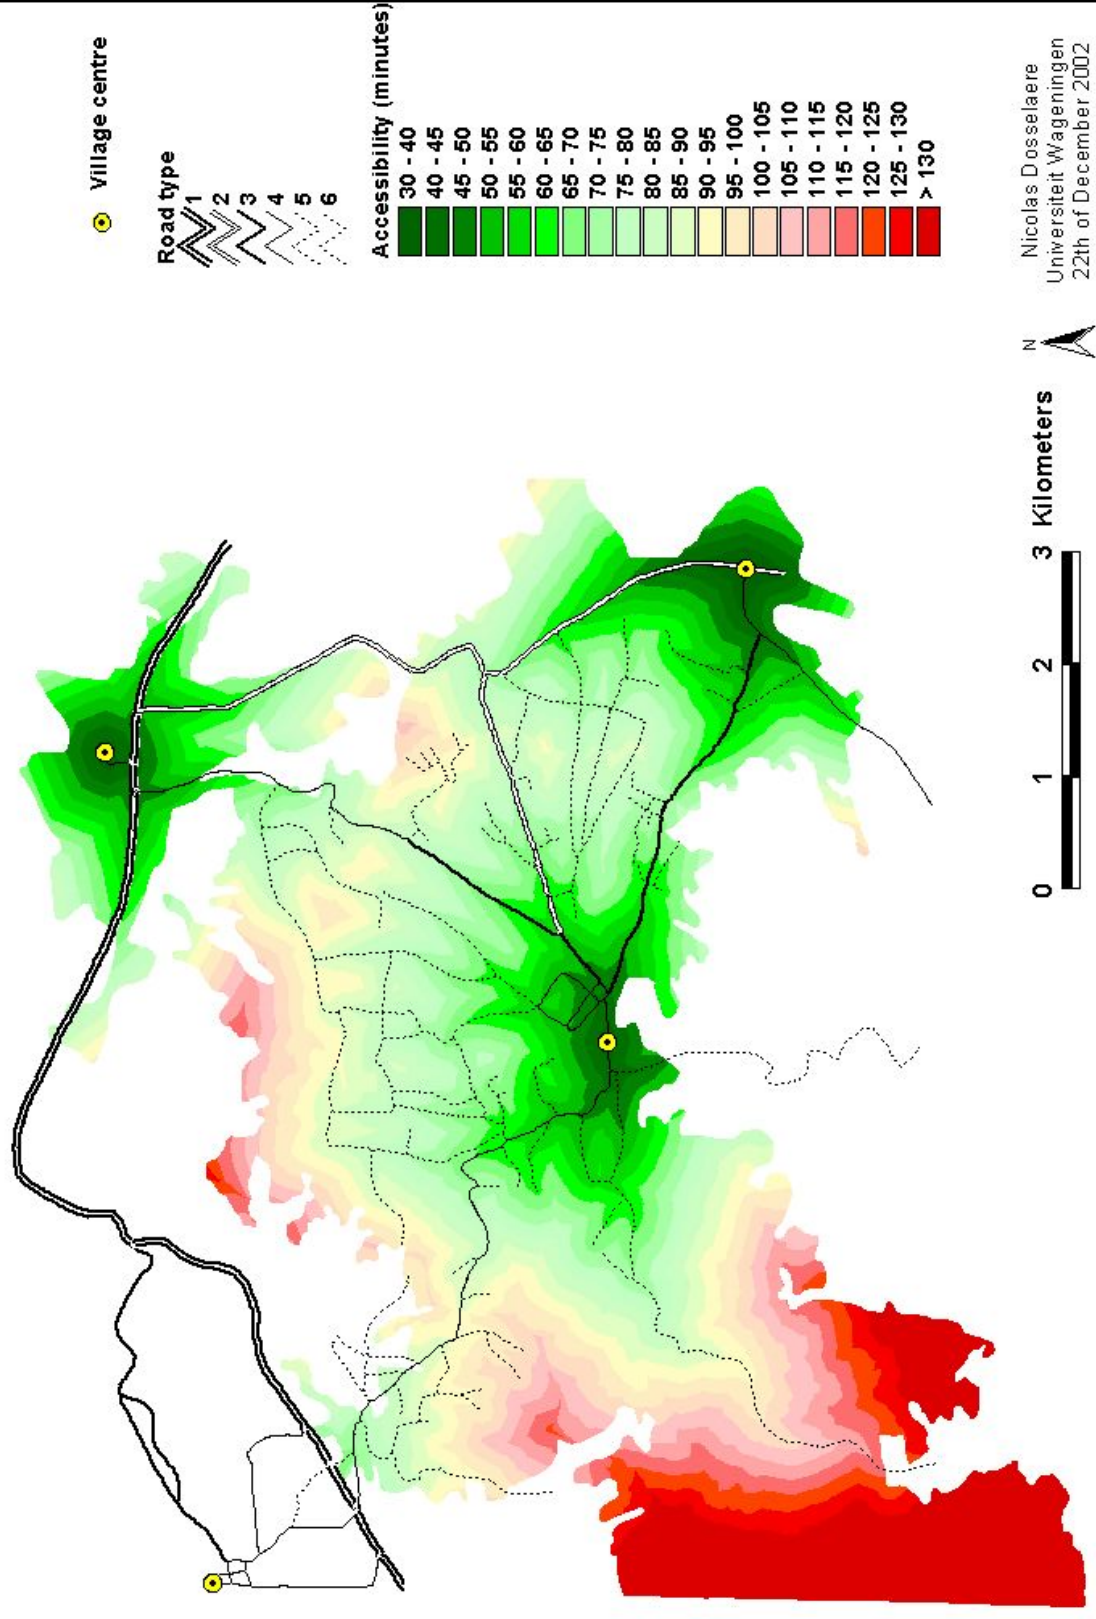 Village centre
Road type
1
2
3
4
5
6
Accessibility (minutes)
30 - 40
40 - 45
45 - 50
50 - 55
55 - 60
60 - 65
65 - 70
70 - 75
75 - 80
80 - 85
85 - 90
90 - 95
95 - 100
100 - 105
105 - 110
110 - 115
115 - 120
120 - 125
125 - 130
> 130
0 1 2 3 Kilometers
N
Nicolas Dosselaere
Universiteit Wageningen
22th of December 2002